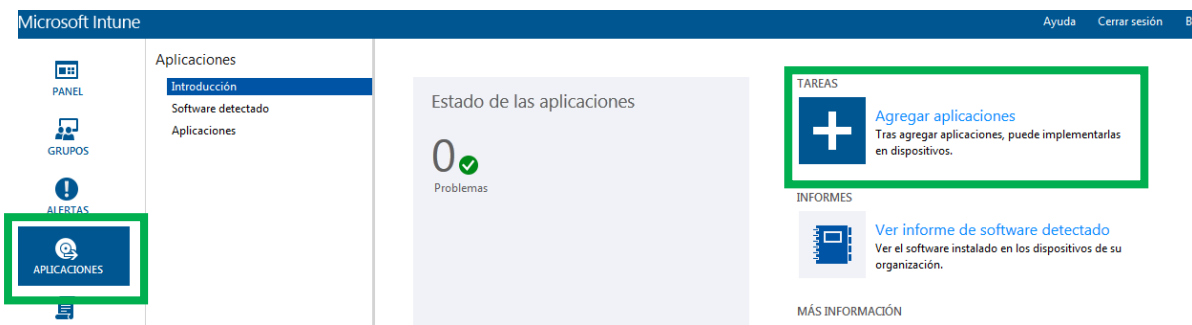 Microsoft Intune
Ayuda Cerrar sesión
PANEL
GRUPOS
ALERTAS
APLICACIONES
Aplicaciones
Introducción
Software detectado
Aplicaciones
Estado de las aplicaciones
0
Problemas
TAREAS
Agregar aplicaciones
Tras agregar aplicaciones, puede implementarlas
en dispositivos.
INFORMES
Ver informe de software detectado
Ver el software instalado en los dispositivos de su
organización.
MÁS INFORMACIÓN